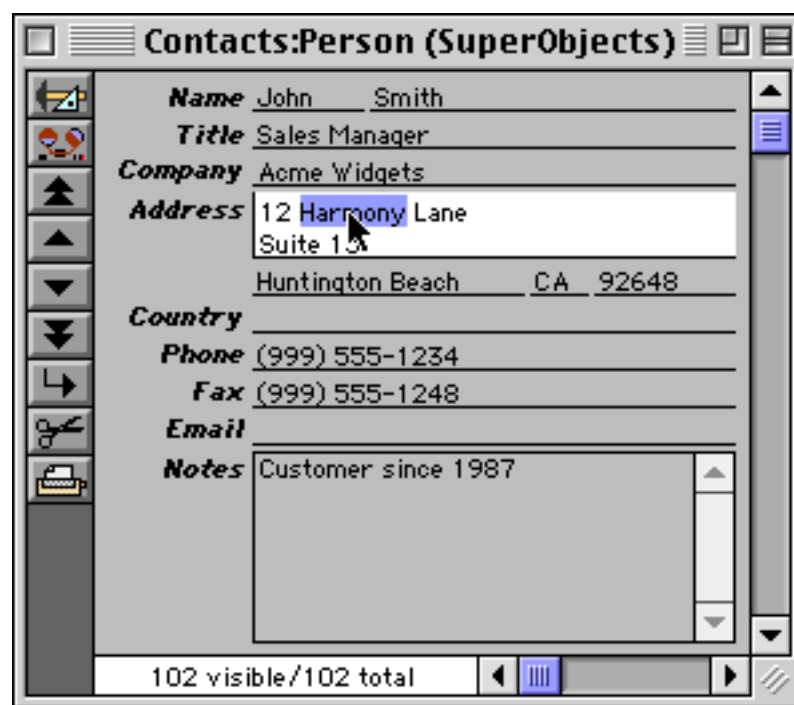 Contacts:Person (SuperObjects)
Name John Smith
Title Sales Manager
Company Acme Widgets
Address 12 Harmony Lane
Suite
Huntington Beach CA 92648
Country
Phone (999) 555-1234
Fax (999) 555-1248
Email
Notes Customer since 1987
102 visible/102 total